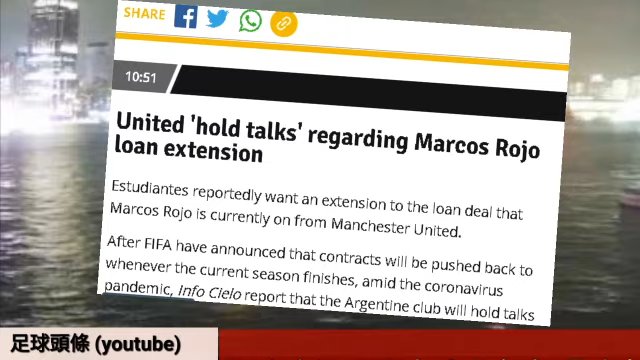 SHARE
10:51
United 'hold talks' regarding Marcos Rojo
loan extension
Estudiantes reportedly want an extension to the loan deal that
Marcos Rojo is currently on from Manchester United.
After FIFA have announced that contracts will be pushed back to
whenever the current season finishes, amid the coronavirus
pandemic, Info Cielo report that the Argentine club will hold talks
足球頭條 (youtube)